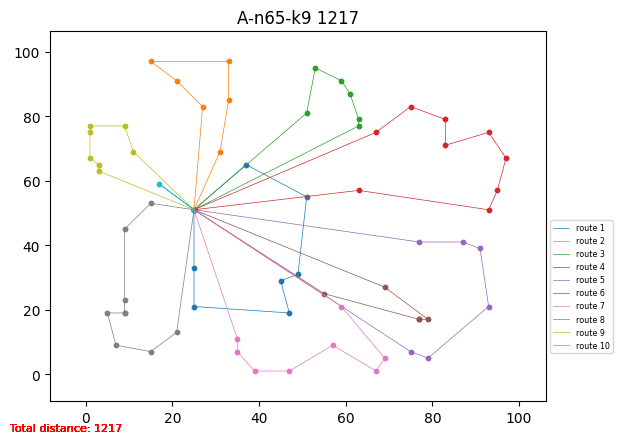 A-n65-k9 1217
100
80
60
40
20
0
0 20 40 60 80 100
route 1
route 2
route 3
route 4
route 5
route 6
route 7
route 8
route 9
route 10
Total distance: 1217